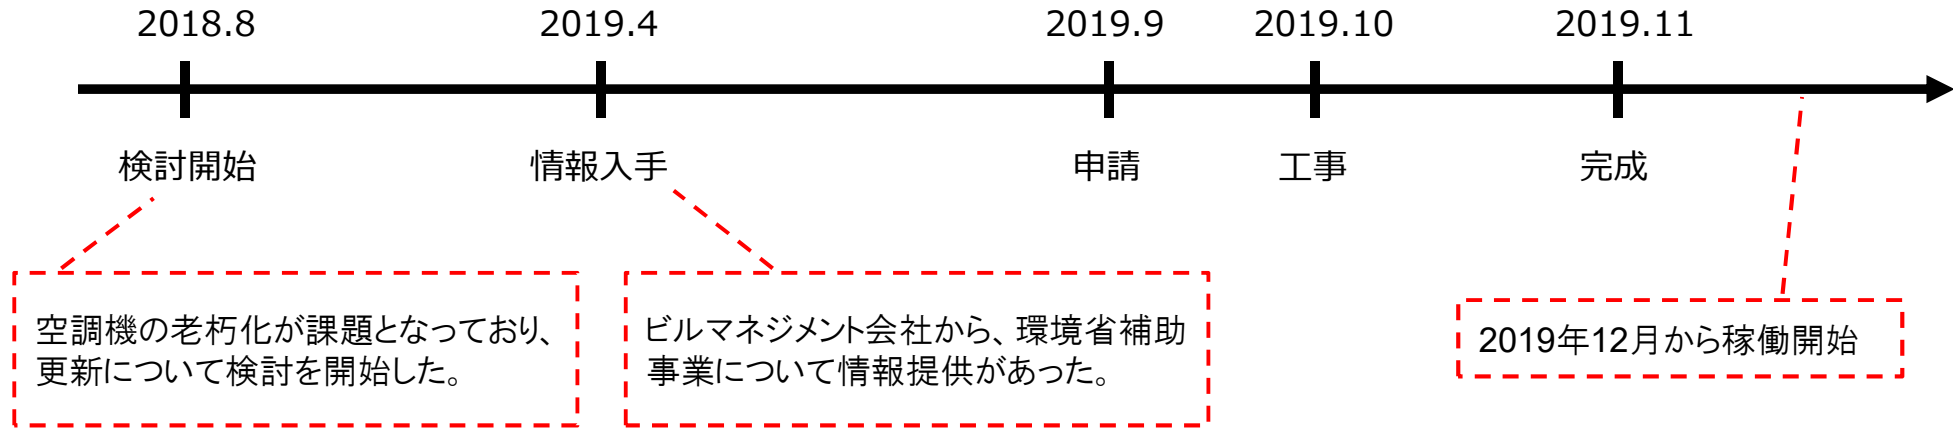 2018.8
2019.4
2019.9
2019.10
2019.11
検討開始
情報入手
申請
工事
完成
空調機の老朽化が課題となっており、
更新について検討を開始した。
ビルマネジメント会社から、環境省補助
事業について情報提供があった。
2019年12月から稼働開始